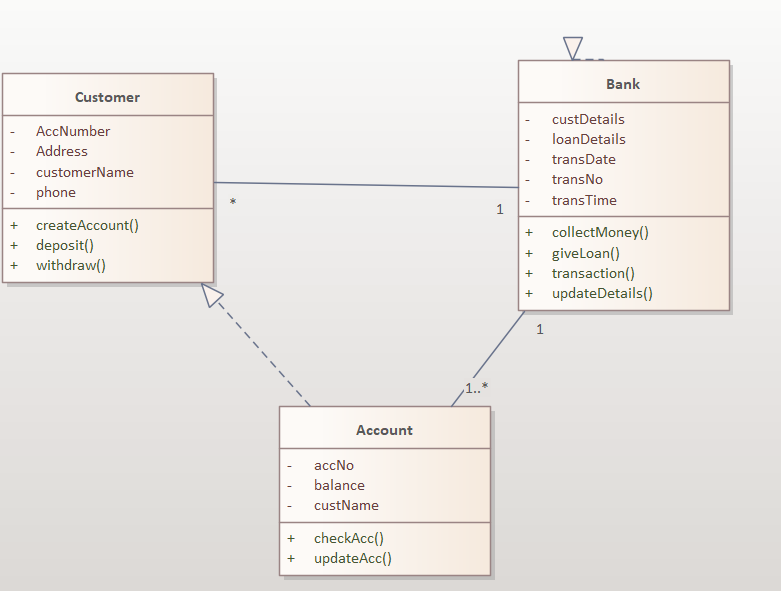 Customer
- AccNumber
- Address
- customerName
- phone
+ createAccount()
+ deposit()
+ withdraw()
*
1
Bank
- custDetails
- loanDetails
- transDate
- transNo
- transTime
+ collectMoney()
+ giveLoan()
+ transaction()
+ updateDetails()
1
1..*
Account
- accNo
- balance
- custName
+ checkAcc()
+ updateAcc()